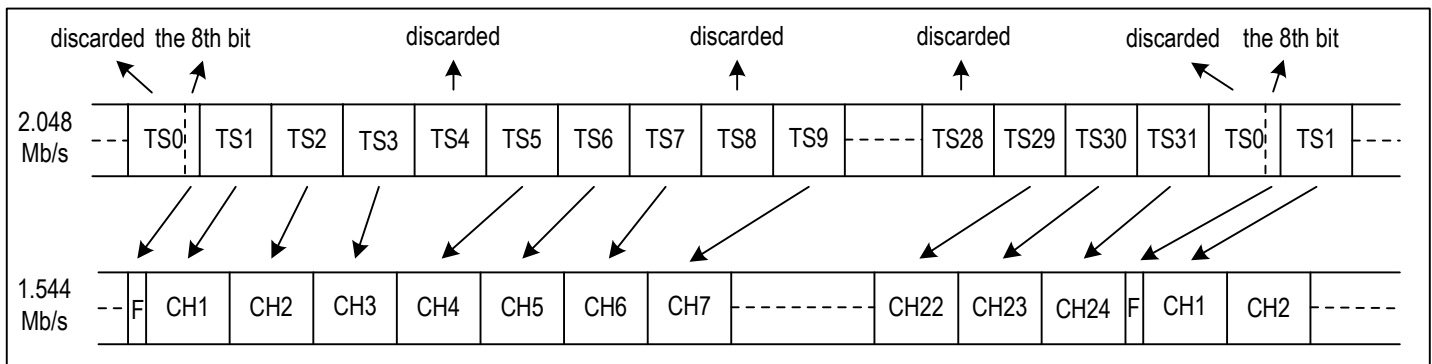 discarded the 8th bit discarded discarded discarded discarded the 8th bit
2.048
Mb/s
TS0 TS1 TS2 TS3 TS4 TS5 TS6 TS7 TS8 TS9 TS28 TS29 TS30 TS31 TS0 TS1
1.544
Mb/s
F CH1 CH2 CH3 CH4 CH5 CH6 CH7 CH22 CH23 CH24 F CH1 CH2